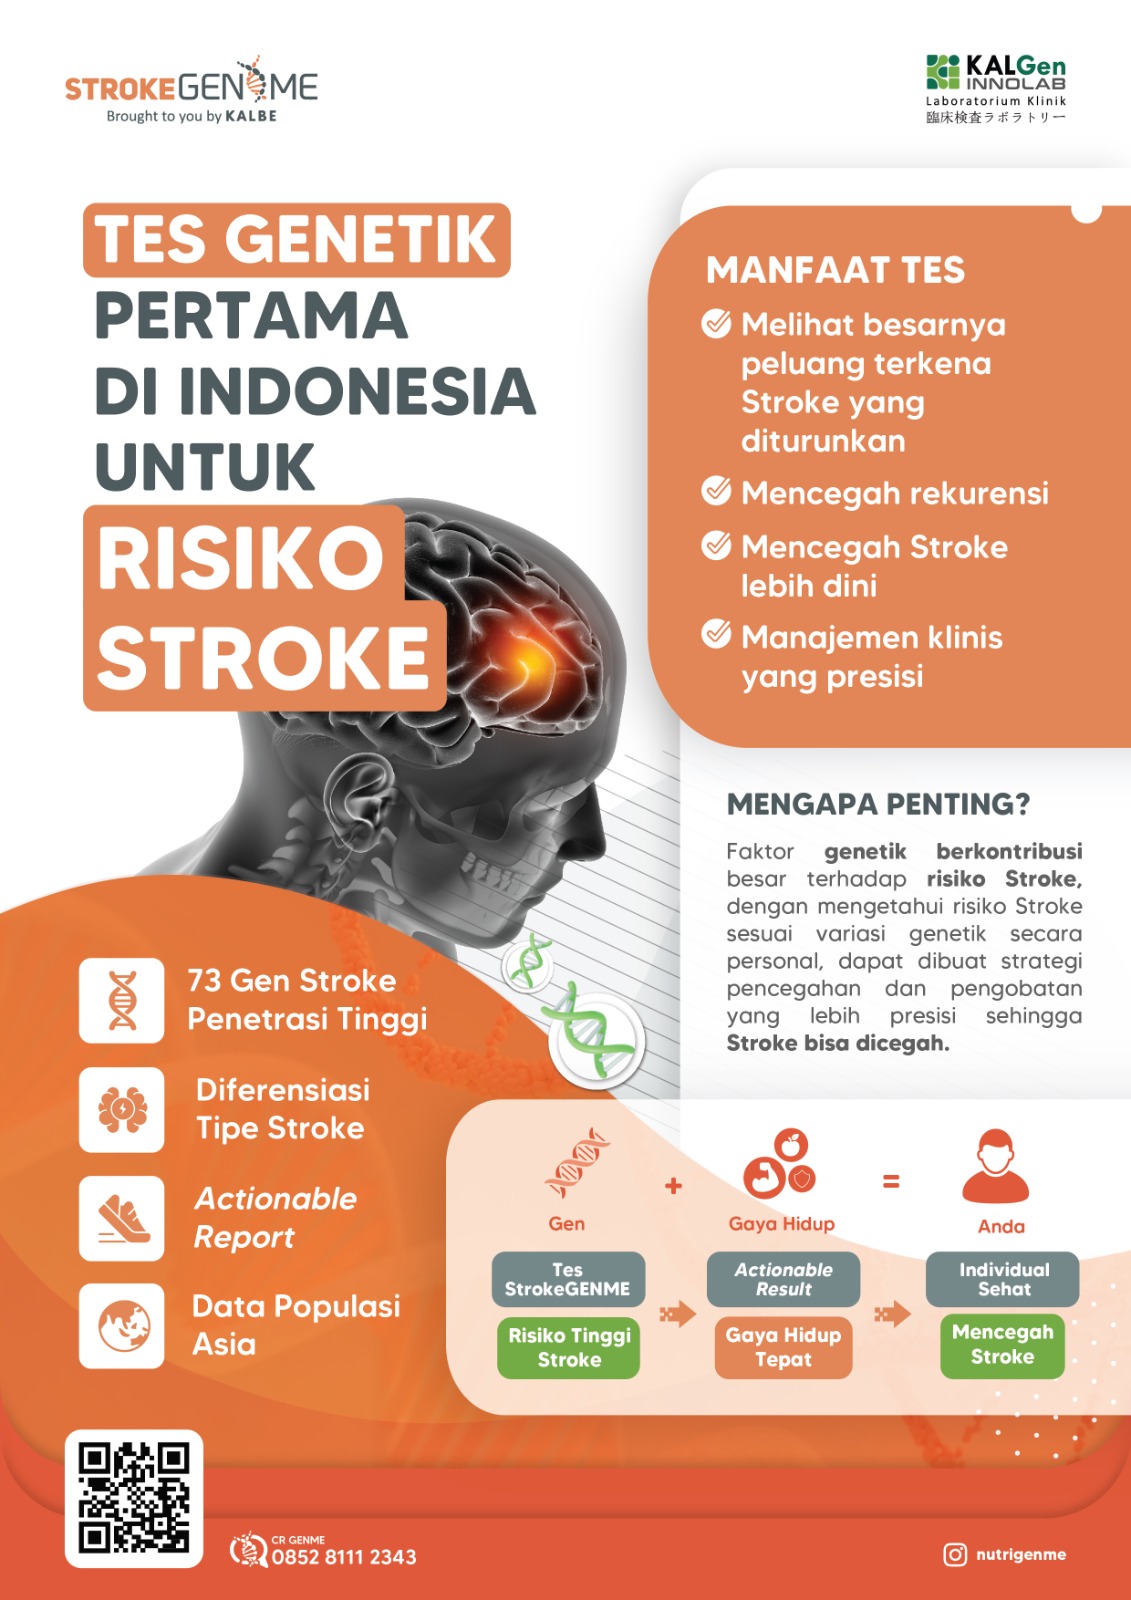 STROKEGENME
Brought to you by KALBE
KALGen
INNOLAB
Laboratorium Klinik
臨床検査ラボラトリー
TES GENETIK
PERTAMA
DI INDONESIA
UNTUK
RISIKO
STROKE
MANFAAT TES
Melihat besarnya
peluang terkena
Stroke yang
diturunkan
Mencegah rekurensi
Mencegah Stroke
lebih dini
Manajemen klinis
yang presisi
MENGAPA PENTING?
Faktor genetik berkontribusi
besar terhadap risiko Stroke,
dengan mengetahui risiko Stroke
sesuai variasi genetik secara
personal, dapat dibuat strategi
pencegahan dan pengobatan
yang lebih presisi sehingga
Stroke bisa dicegah.
73 Gen Stroke
Penetrasi Tinggi
Diferensiasi
Tipe Stroke
Actionable
Report
Data Populasi
Asia
Gen
+
Gaya Hidup
=
Anda
Tes
StrokeGENME
Risiko Tinggi
Stroke
Actionable
Result
Gaya Hidup
Tepat
Individual
Sehat
Mencegah
Stroke
CR GENME
0852 8111 2343
nutrigenme